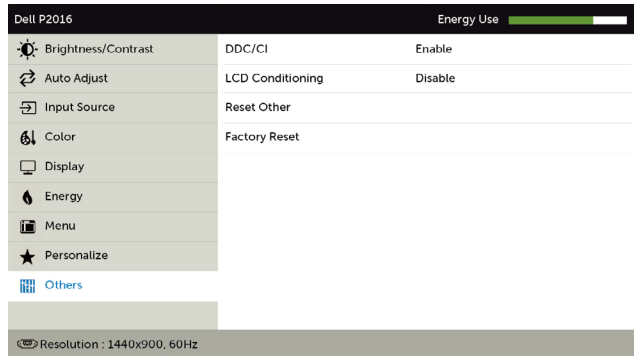 Dell P2016 Energy Use
Brightness/Contrast DDC/CI Enable
Auto Adjust LCD Conditioning Disable
Input Source Reset Other
Color Factory Reset
Display
Energy
Menu
Personalize
Others
Resolution : 1440x900, 60Hz